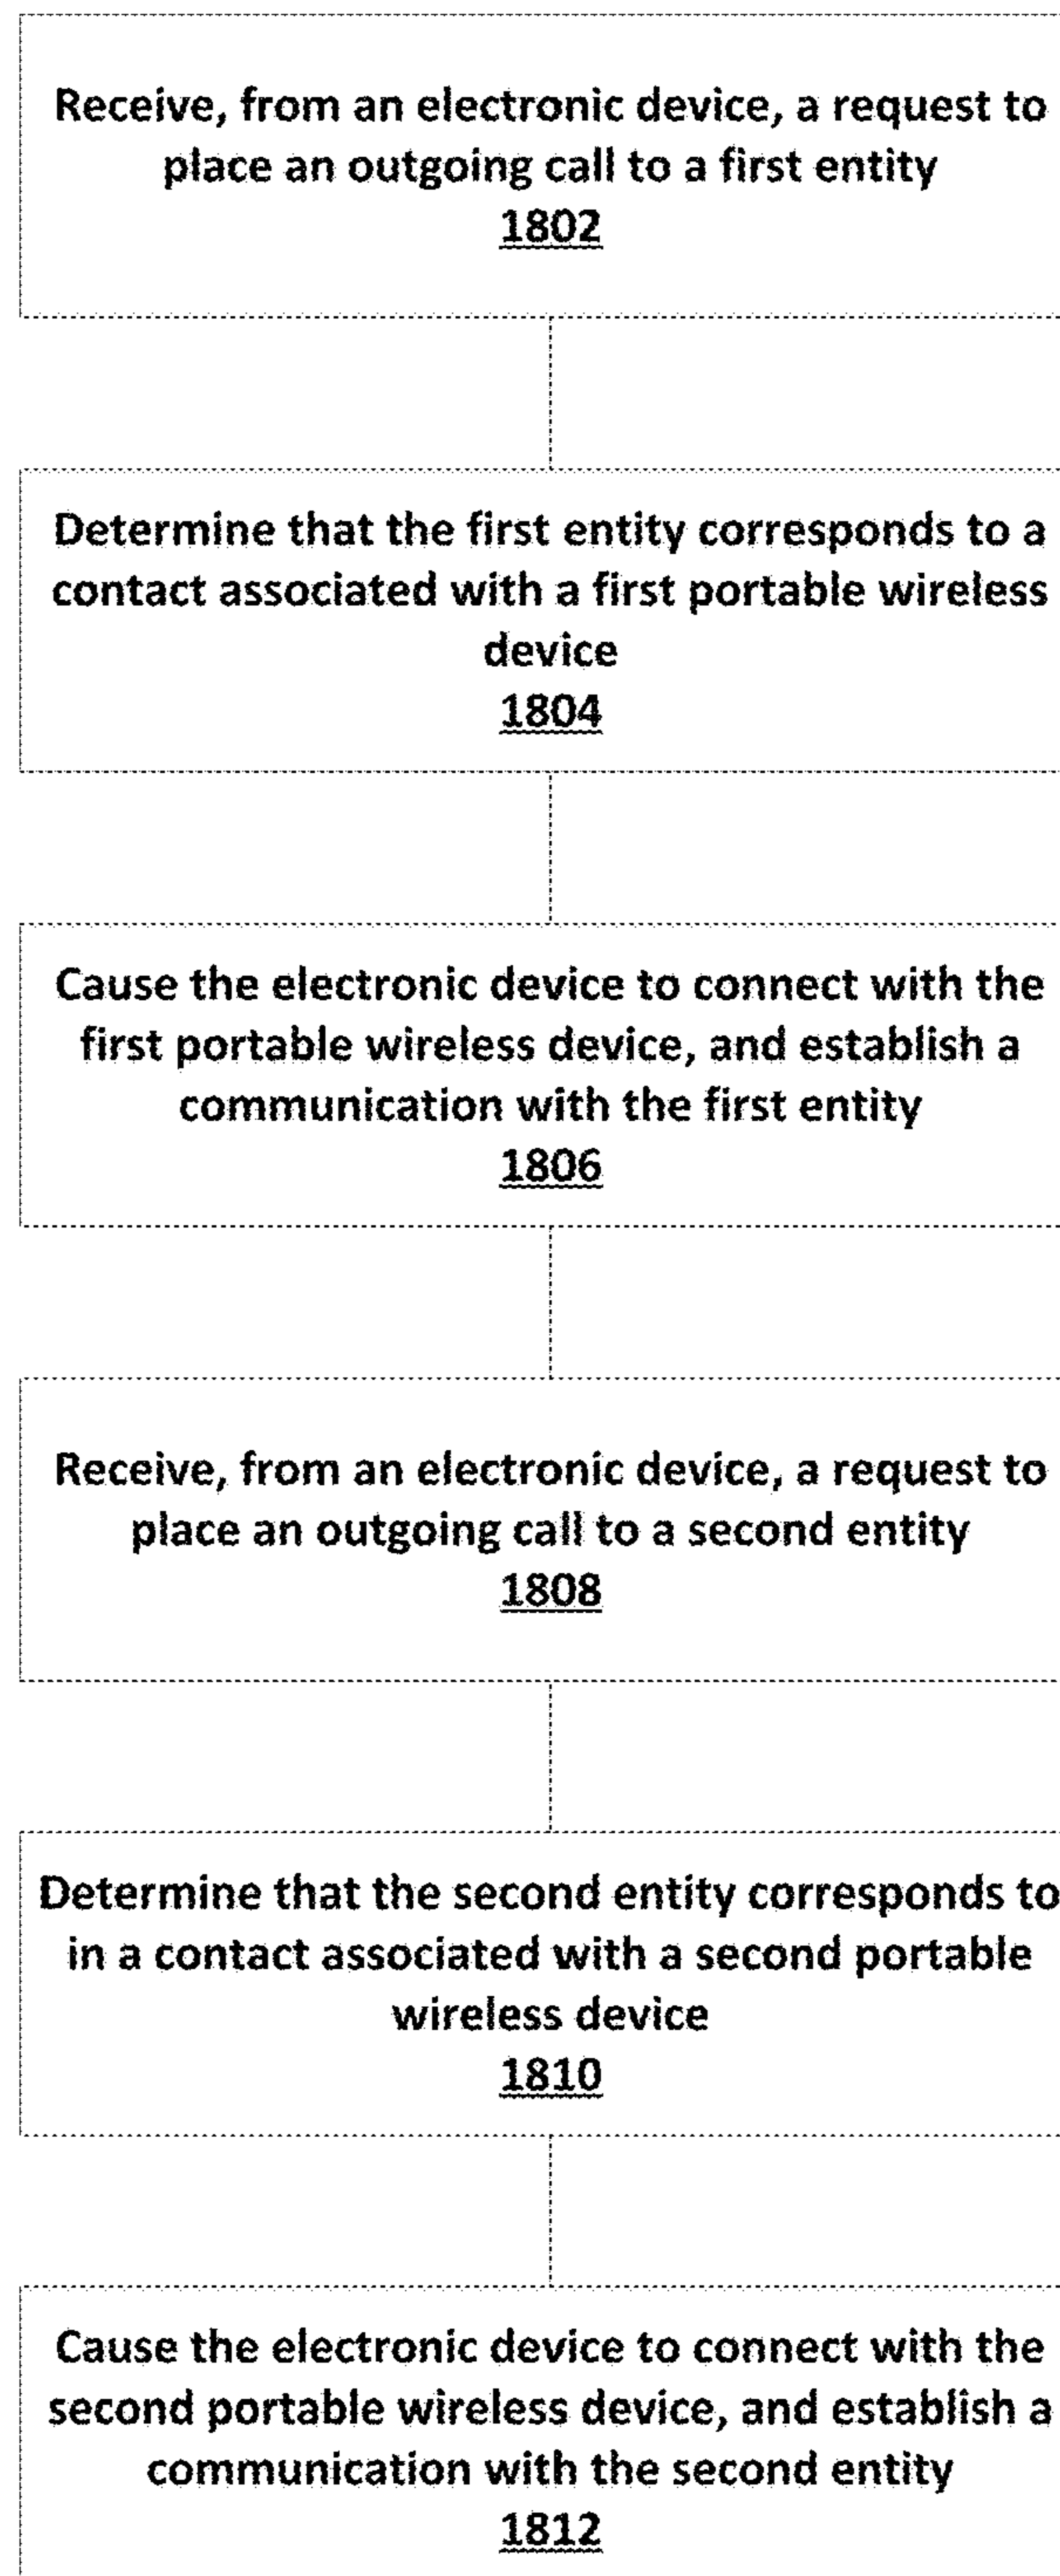 Receive, from an electronic device, a request to
place an outgoing call to a first entity
1802
Determine that the first entity corresponds to a
contact associated with a first portable wireless
device
1804
Cause the electronic device to connect with the
first portable wireless device, and establish a
communication with the first entity
1806
Receive, from an electronic device, a request to
place an outgoing call to a second entity
1808
Determine that the second entity corresponds to
in a contact associated with a second portable
wireless device
1810
Cause the electronic device to connect with the
second portable wireless device, and establish a
communication with the second entity
1812